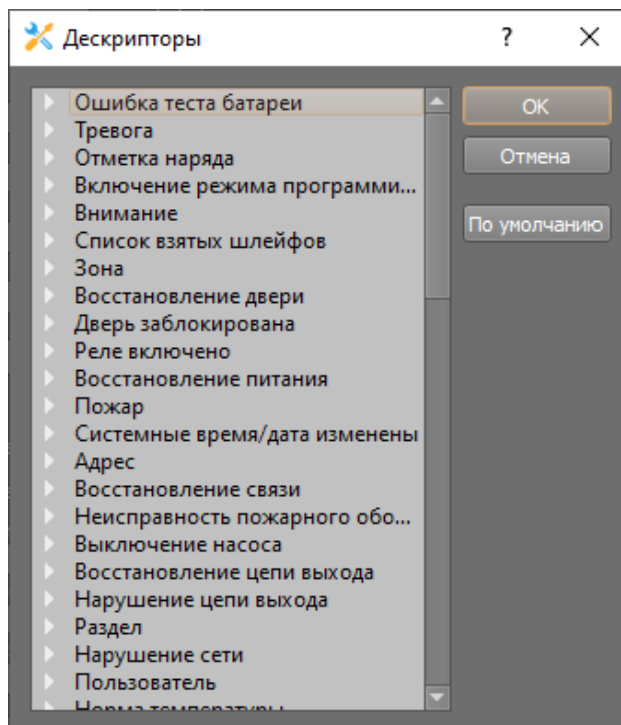 Дескрипторы
?
Ошибка теста батареи
OK
Тревога
Отметка наряда
Отмена
Включение режима программи...
Внимание
По умолчанию
Список взятых шлейфов
Зона
Восстановление двери
Дверь заблокирована
Реле включено
Восстановление питания
Пожар
Системные время/дата изменены
Адрес
Восстановление связи
Неисправность пожарного обо...
Выключение насоса
Восстановление цепи выхода
Нарушение цепи выхода
Раздел
Нарушение сети
Пользователь
Норма температуры